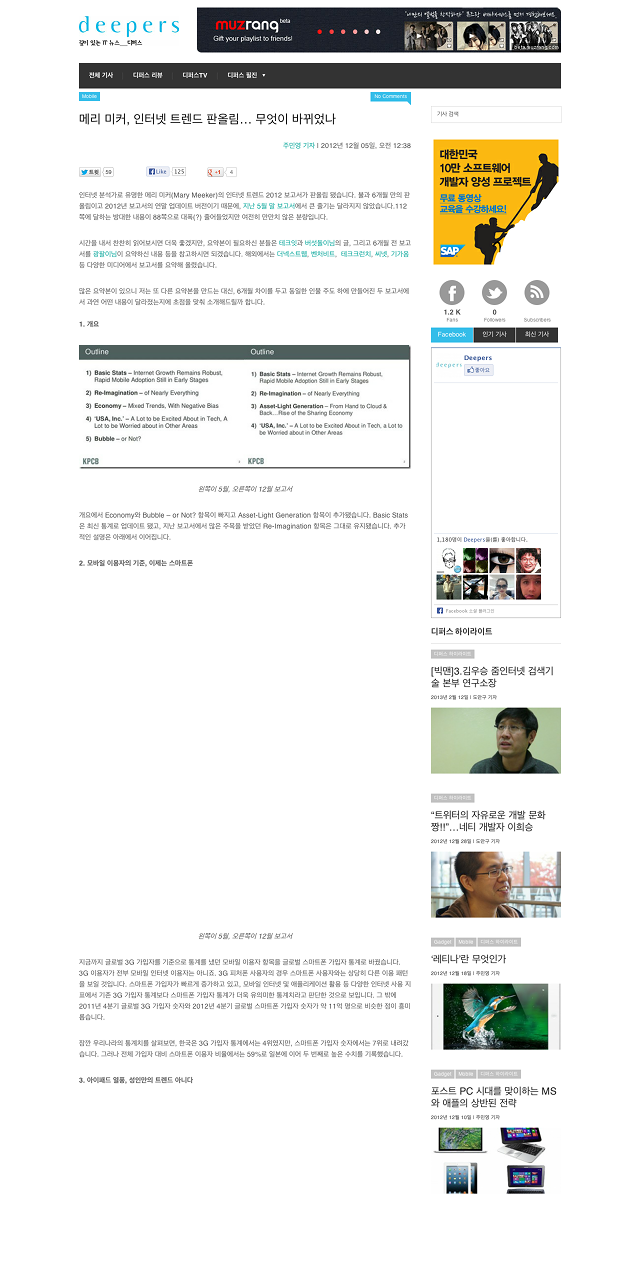 deepers
깊이 있는 IT 뉴스__디퍼스
muzrang beta
Gift your playlist to friends!
beta.muzrang.com
전체 기사
디퍼스 리뷰
디퍼스TV
디퍼스 필진
Mobile
No Comments
메리 미커, 인터넷 트렌드 판올림… 무엇이 바뀌었나
주민영 기자 I 2012년 12월 05일, 오전 12:38
트윗 59
Like 125
+1 4
인터넷 분석가로 유명한 메리 미커(Mary Meeker)의 인터넷 트렌드 2012 보고서가 판올림 됐습니다. 불과 6개월 만의 판
올림이고 2012년 보고서의 연말 업데이트 버전이기 때문에, 지난 5월 말 보고서에서 큰 줄기는 달라지지 않았습니다.112
쪽에 달하는 방대한 내용이 88쪽으로 대폭(?) 줄어들었지만 여전히 만만치 않은 분량입니다.
시간을 내서 찬찬히 읽어보시면 더욱 좋겠지만, 요약본이 필요하신 분들은 테크잇과 버섯돌이님의 글, 그리고 6개월 전 보고
서를 광팔이님이 요약하신 내용 등을 참고하시면 되겠습니다. 해외에서는 더넥스트웹, 벤처비트, 테크크런치, 씨넷, 기가옴
등 다양한 미디어에서 보고서를 요약해 올렸습니다.
많은 요약본이 있으니 저는 또 다른 요약본을 만드는 대신, 6개월 차이를 두고 동일한 인물 주도 하에 만들어진 두 보고서에
서 과연 어떤 내용이 달라졌는지에 초점을 맞춰 소개해드릴까 합니다.
1. 개요
Outline
1) Basic Stats – Internet Growth Remains Robust,
Rapid Mobile Adoption Still in Early Stages
2) Re-Imagination – of Nearly Everything
3) Economy – Mixed Trends, With Negative Bias
4) 'USA, Inc.' – A Lot to be Excited About in Tech, A
Lot to be Worried About in Other Areas
5) Bubble – or Not?
KPCB
Outline
1) Basic Stats – Internet Growth Remains Robust,
Rapid Mobile Adoption Still in Early Stages
2) Re-Imagination – of Nearly Everything
3) Asset-Light Generation – From Hand to Cloud &
Back…Rise of the Sharing Economy
4) 'USA, Inc.' – A Lot to be Excited About in Tech, a Lot to
be Worried about in Other Areas
KPCB
왼쪽이 5월, 오른쪽이 12월 보고서
개요에서 Economy와 Bubble – or Not? 항목이 빠지고 Asset-Light Generation 항목이 추가됐습니다. Basic Stats
은 최신 통계로 업데이트 됐고, 지난 보고서에서 많은 주목을 받았던 Re-Imagination 항목은 그대로 유지됐습니다. 추가
적인 설명은 아래에서 이어집니다.
2. 모바일 이용자의 기준, 이제는 스마트폰
왼쪽이 5월, 오른쪽이 12월 보고서
지금까지 글로벌 3G 가입자를 기준으로 통계를 냈던 모바일 이용자 항목을 글로벌 스마트폰 가입자 통계로 바꿨습니다.
3G 이용자가 전부 모바일 인터넷 이용자는 아니죠. 3G 피처폰 사용자의 경우 스마트폰 사용자와는 상당히 다른 이용 패턴
을 보일 것입니다. 스마트폰 가입자가 빠르게 증가하고 있고, 모바일 인터넷 및 애플리케이션 활용 등 다양한 인터넷 사용 지
표에서 기존 3G 가입자 통계보다 스마트폰 가입자 통계가 더욱 유의미한 통계치라고 판단한 것으로 보입니다. 그 밖에
2011년 4분기 글로벌 3G 가입자 숫자와 2012년 4분기 글로벌 스마트폰 가입자 숫자가 약 11억 명으로 비슷한 점이 흥미
롭습니다.
잠깐 우리나라의 통계치를 살펴보면, 한국은 3G 가입자 통계에서는 4위였지만, 스마트폰 가입자 숫자에서는 7위로 내려갔
습니다. 그러나 전체 가입자 대비 스마트폰 이용자 비율에서는 59%로 일본에 이어 두 번째로 높은 수치를 기록했습니다.
3. 아이패드 열풍, 성인만의 트렌드 아니다
기사 검색
대한민국
10만 소프트웨어
개발자 양성 프로젝트
무료 동영상
교육을 수강하세요!
SAP
1.2 K
Fans
0
Followers
Subscribers
Facebook
인기 기사
최신 기사
deepers
Deepers
좋아요
1,180명이 Deepers을(를) 좋아합니다.
Facebook 소셜 플러그인
디퍼스 하이라이트
디퍼스 하이라이트
[빅맨]3.김우승 줌인터넷 검색기
술 본부 연구소장
2013년 2월 12일 I 도안구 기자
디퍼스 하이라이트
“트위터의 자유로운 개발 문화
짱!!”…네티 개발자 이희승
2012년 12월 28일 I 도안구 기자
Gadget Mobile 디퍼스 하이라이트
‘레티나’란 무엇인가
2012년 12월 18일 I 주민영 기자
Gadget Mobile 디퍼스 하이라이트
포스트 PC 시대를 맞이하는 MS
와 애플의 상반된 전략
2012년 12월 10일 I 주민영 기자